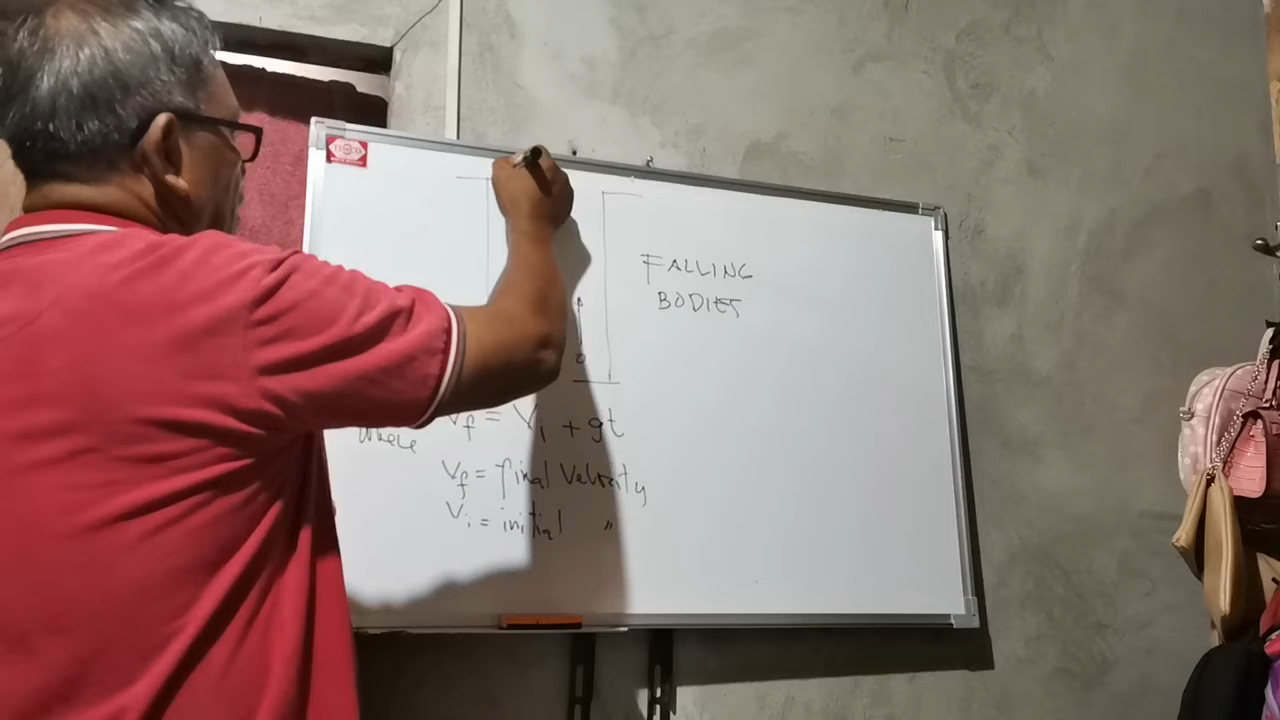 FALLING
BODIES
Vf = Vi + gt
where
Vf = final Velocity
Vi = initial "